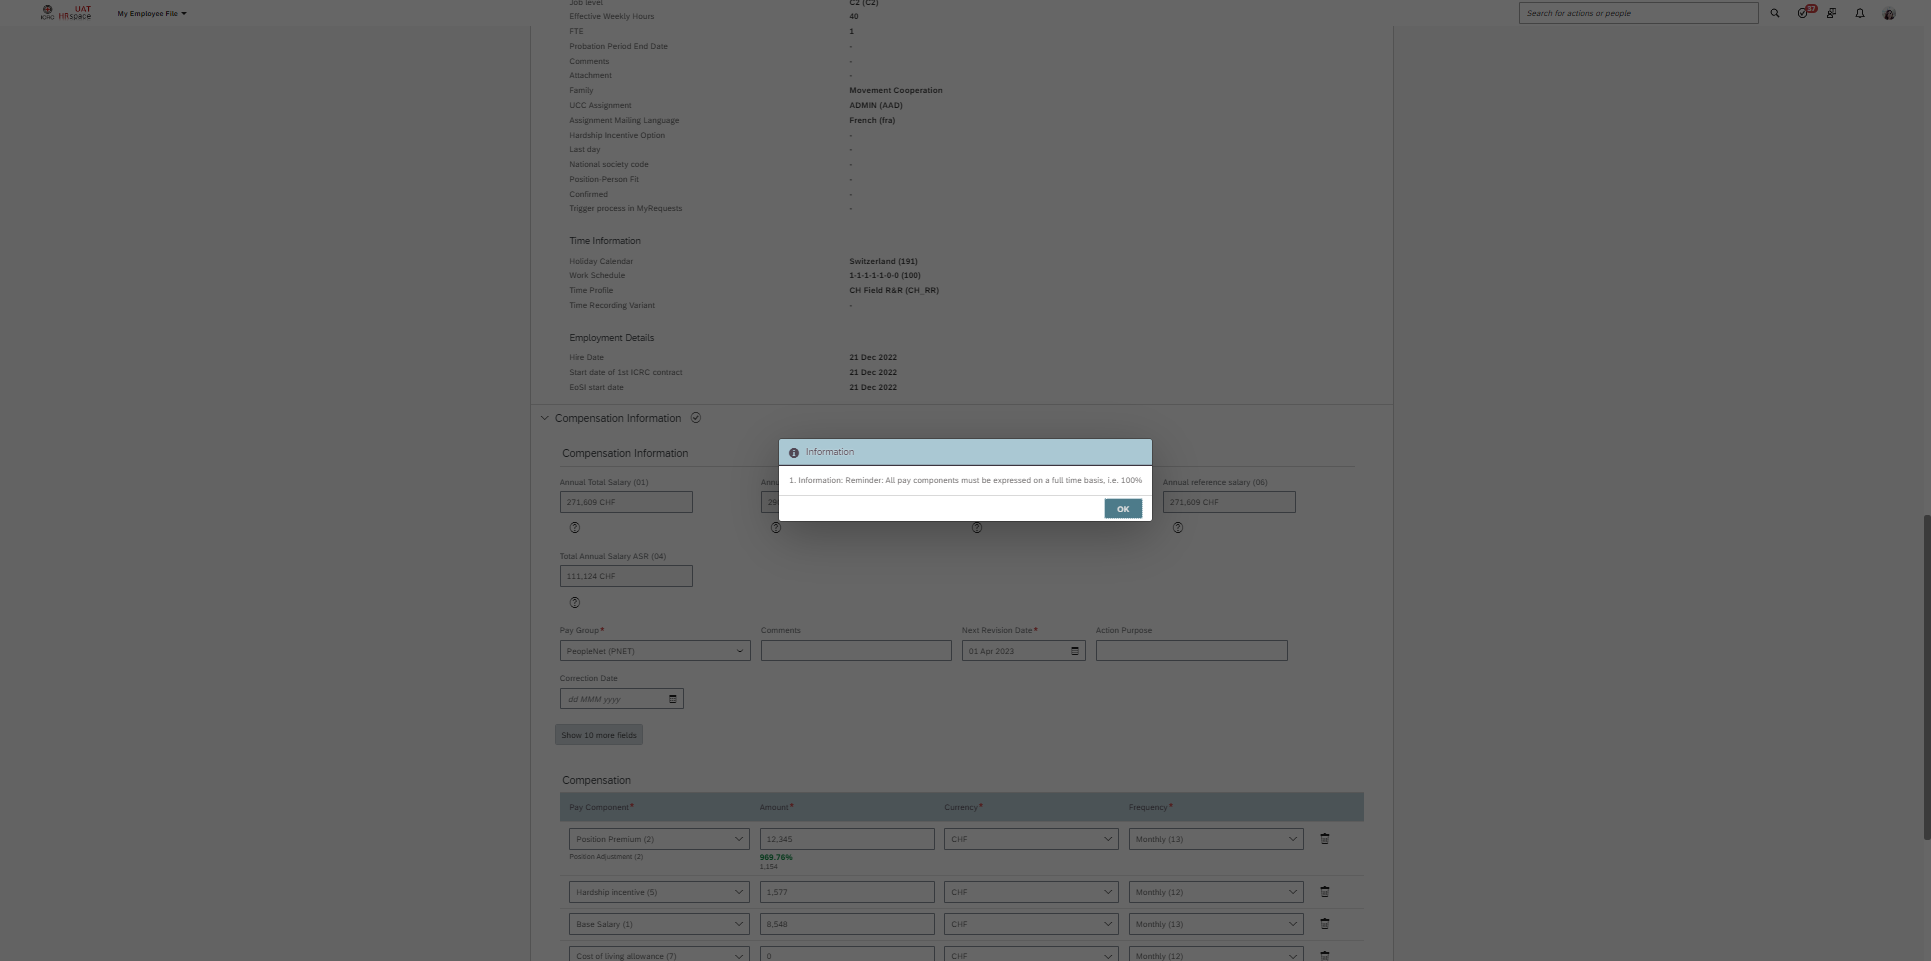 ICRC UAT HRspace
My Employee File
Search for actions or people
37
Job level C2 (C2)
Effective Weekly Hours 40
FTE 1
Probation Period End Date -
Comments -
Attachment -
Family Movement Cooperation
UCC Assignment ADMIN (AAD)
Assignment Mailing Language French (fra)
Hardship Incentive Option -
Last day -
National society code -
Position-Person Fit -
Confirmed -
Trigger process in MyRequests -
Time Information
Holiday Calendar Switzerland (191)
Work Schedule 1-1-1-1-1-0-0 (100)
Time Profile CH Field R&R (CH_RR)
Time Recording Variant -
Employment Details
Hire Date 21 Dec 2022
Start date of 1st ICRC contract 21 Dec 2022
EoSI start date 21 Dec 2022
Compensation Information
Compensation Information
Information
1. Information: Reminder: All pay components must be expressed on a full time basis, i.e. 100%
OK
Annual Total Salary (01) Annual reference salary (06)
271,609 CHF 271,609 CHF
Total Annual Salary ASR (04)
111,124 CHF
Pay Group* Comments Next Revision Date* Action Purpose
PeopleNet (PNET) 01 Apr 2023
Correction Date
dd MMM yyyy
Show 10 more fields
Compensation
Pay Component* Amount* Currency* Frequency*
Position Premium (2) 12,345 CHF Monthly (13)
Position Adjustment (2) 969.76%
1,154
Hardship incentive (5) 1,577 CHF Monthly (12)
Base Salary (1) 8,548 CHF Monthly (13)
Cost of living allowance (7) 0 CHF Monthly (12)